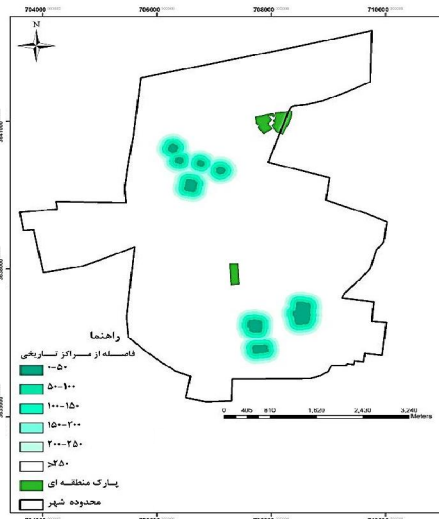 704000 706000 708000 710000
N
راهنما
فاصله از مراکز تاریخی
۰-۵۰
۵۰-۱۰۰
۱۰۰-۱۵۰
۱۵۰-۲۰۰
۲۰۰-۲۵۰
>۲۵۰
پارک منطقه ای
محدوده شهر
0 405 810 1,620 2,430 3,240
Meters